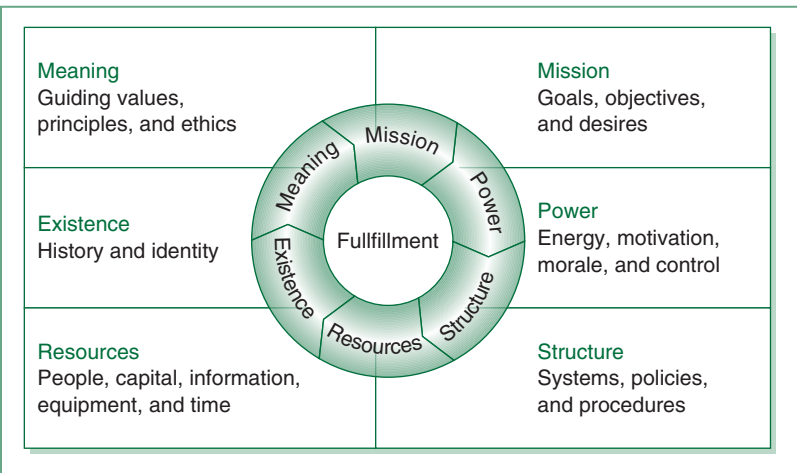 Meaning
Guiding values,
principles, and ethics
Mission
Goals, objectives,
and desires
Existence
History and identity
Power
Energy, motivation,
morale, and control
Resources
People, capital, information,
equipment, and time
Structure
Systems, policies,
and procedures
Mission
Power
Structure
Resources
Existence
Meaning
Fullfillment